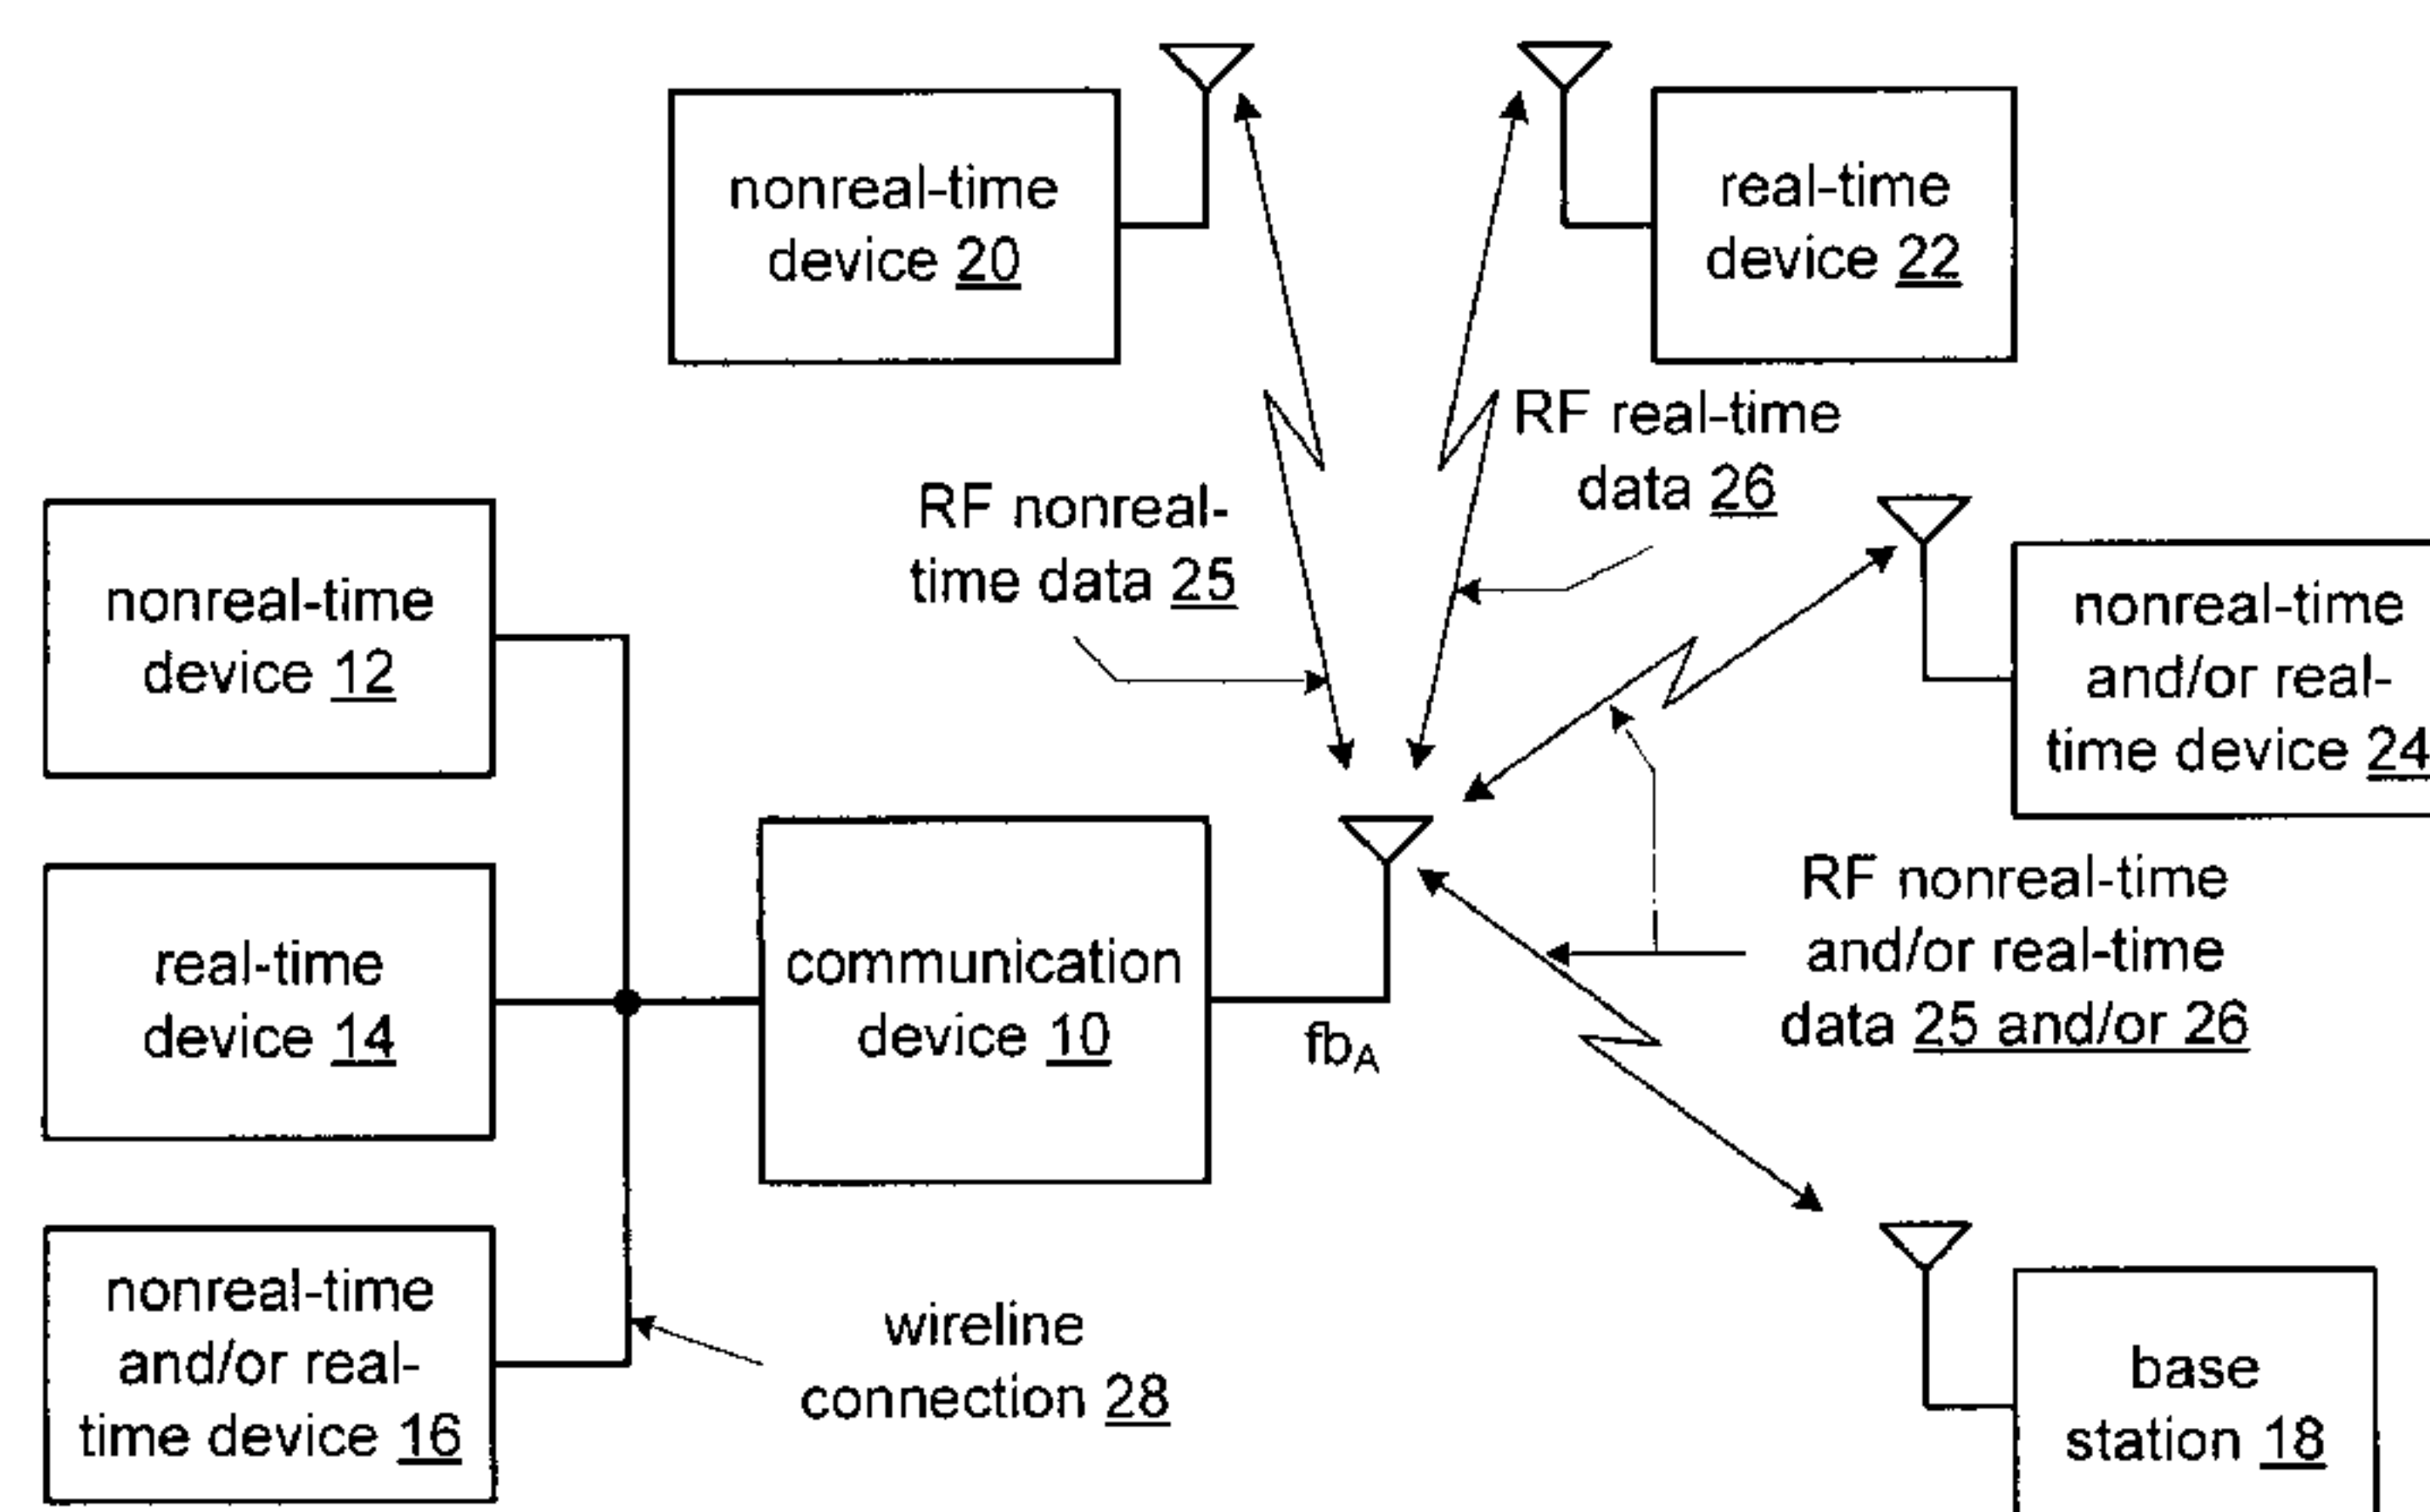 nonreal-time
device 20
real-time
device 22
RF real-time
data 26
RF nonreal-
time data 25
nonreal-time
device 12
nonreal-time
and/or real-
time device 24
real-time
device 14
communication
device 10
fbA
RF nonreal-time
and/or real-time
data 25 and/or 26
nonreal-time
and/or real-
time device 16
wireline
connection 28
base
station 18